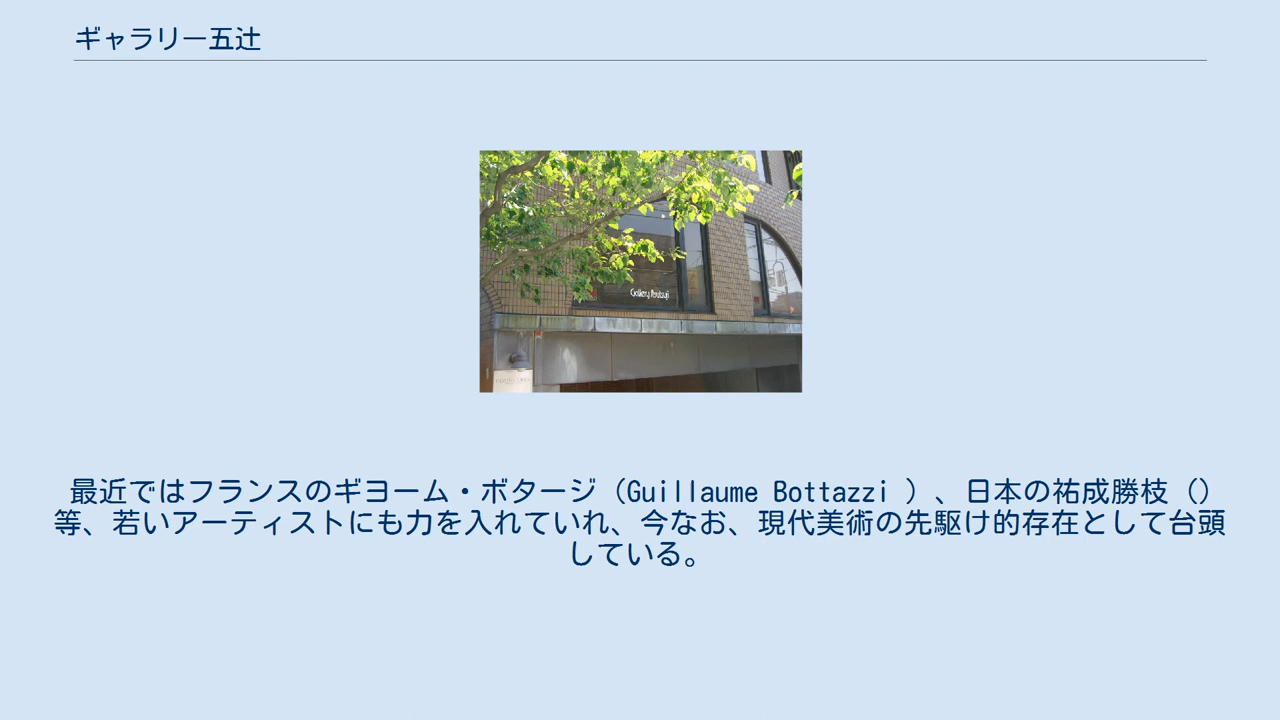 ギャラリー五辻
Gallery Itsutsuji
最近ではフランスのギヨーム・ボタージ（Guillaume Bottazzi ）、日本の祐成勝枝（）
等、若いアーティストにも力を入れていれ、今なお、現代美術の先駆け的存在として台頭
している。